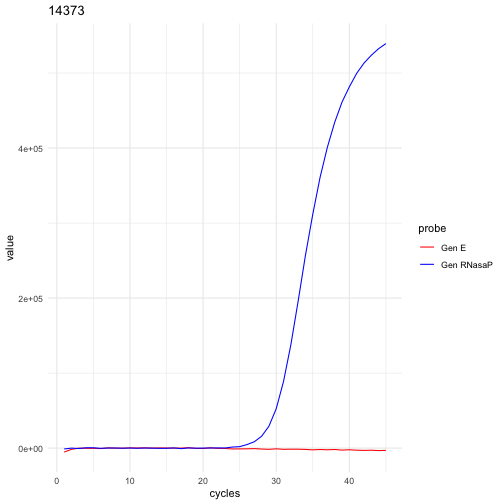 14373
value
4e+05
2e+05
0e+00
0
10
20
30
40
cycles
probe
Gen E
Gen RNasaP